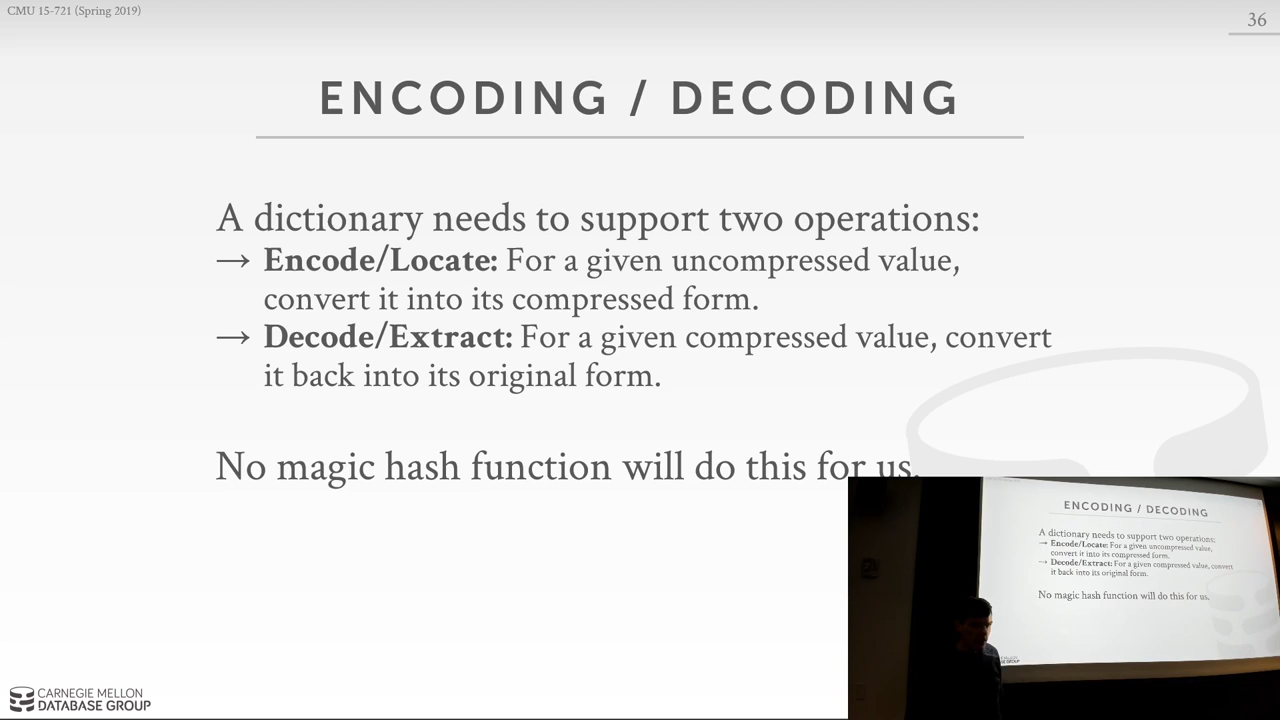 CMU 15-721 (Spring 2019)
36
ENCODING / DECODING
A dictionary needs to support two operations:
→ Encode/Locate: For a given uncompressed value,
convert it into its compressed form.
→ Decode/Extract: For a given compressed value, convert
it back into its original form.
No magic hash function will do this for us.
ENCODING / DECODING
A dictionary needs to support two operations:
→ Encode/Locate: For a given uncompressed value,
convert it into its compressed form.
→ Decode/Extract: For a given compressed value, convert
it back into its original form.
No magic hash function will do this for us.
CARNEGIE MELLON
DATABASE GROUP